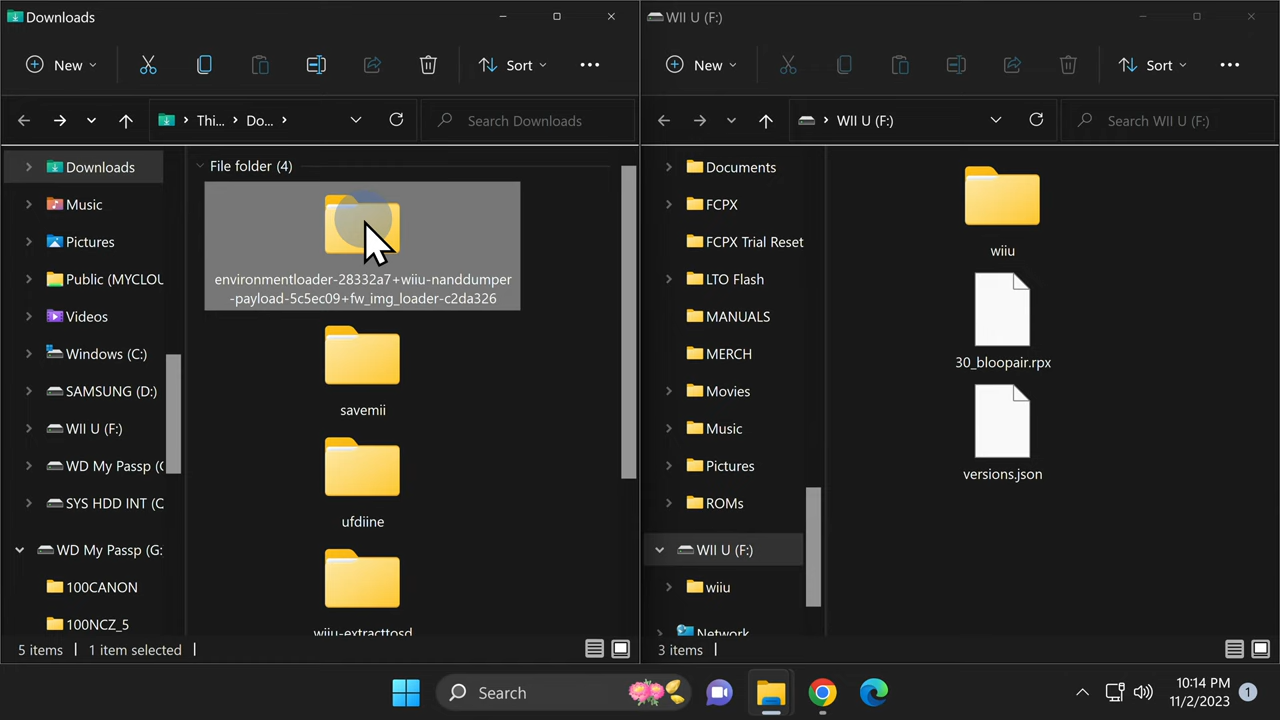 Downloads
New
Sort
Thi...
Do...
Search Downloads
Downloads
Music
Pictures
Public (MYCLOU
Videos
Windows (C:)
SAMSUNG (D:)
WII U (F:)
WD My Passp (
SYS HDD INT (
WD My Passp (G:
100CANON
100NCZ_5
File folder (4)
environmentloader-28332a7+wiiu-nanddumper
-payload-5c5ec09+fw_img_loader-c2da326
savemii
ufdiine
wiiu-extracttosd
5 items
1 item selected
WII U (F:)
New
Sort
WII U (F:)
Search WII U (F:)
Documents
FCPX
FCPX Trial Reset
LTO Flash
MANUALS
MERCH
Movies
Music
Pictures
ROMs
WII U (F:)
wiiu
Network
wiiu
30_bloopair.rpx
versions.json
3 items
Search
10:14 PM
11/2/2023
1